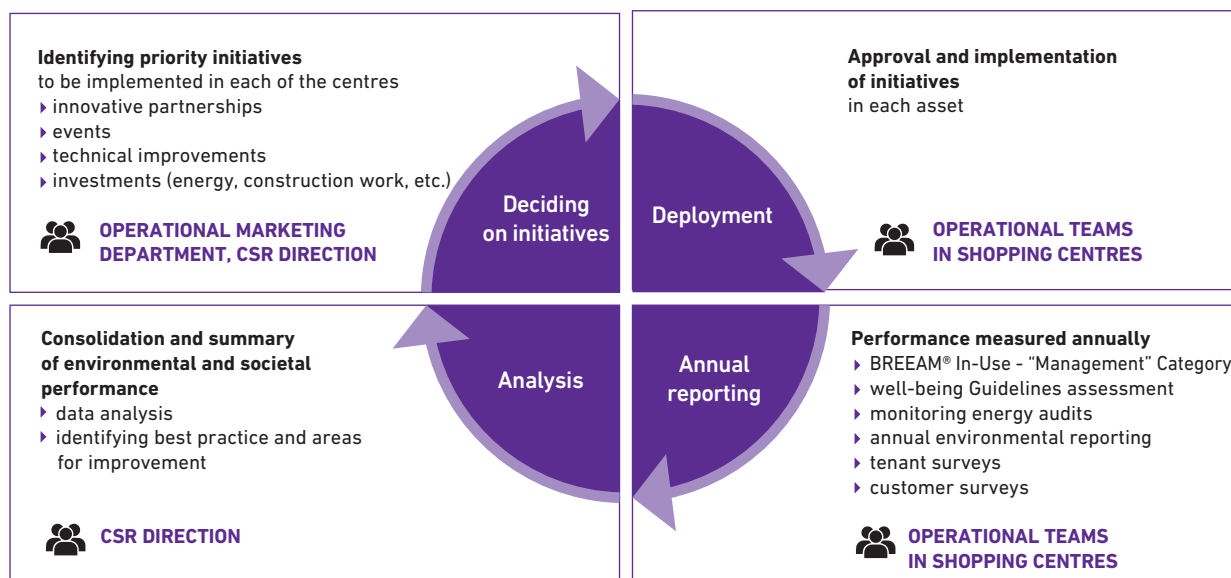 Identifying priority initiatives
to be implemented in each of the centres
innovative partnerships
events
technical improvements
investments (energy, construction work, etc.)
OPERATIONAL MARKETING
DEPARTMENT, CSR DIRECTION
Deciding
on initiatives
Approval and implementation
of initiatives
in each asset
Deployment
OPERATIONAL TEAMS
IN SHOPPING CENTRES
Consolidation and summary
of environmental and societal
performance
data analysis
identifying best practice and areas
for improvement
CSR DIRECTION
Analysis
Annual
reporting
Performance measured annually
BREEAM® In-Use - “Management” Category
well-being Guidelines assessment
monitoring energy audits
annual environmental reporting
tenant surveys
customer surveys
OPERATIONAL TEAMS
IN SHOPPING CENTRES